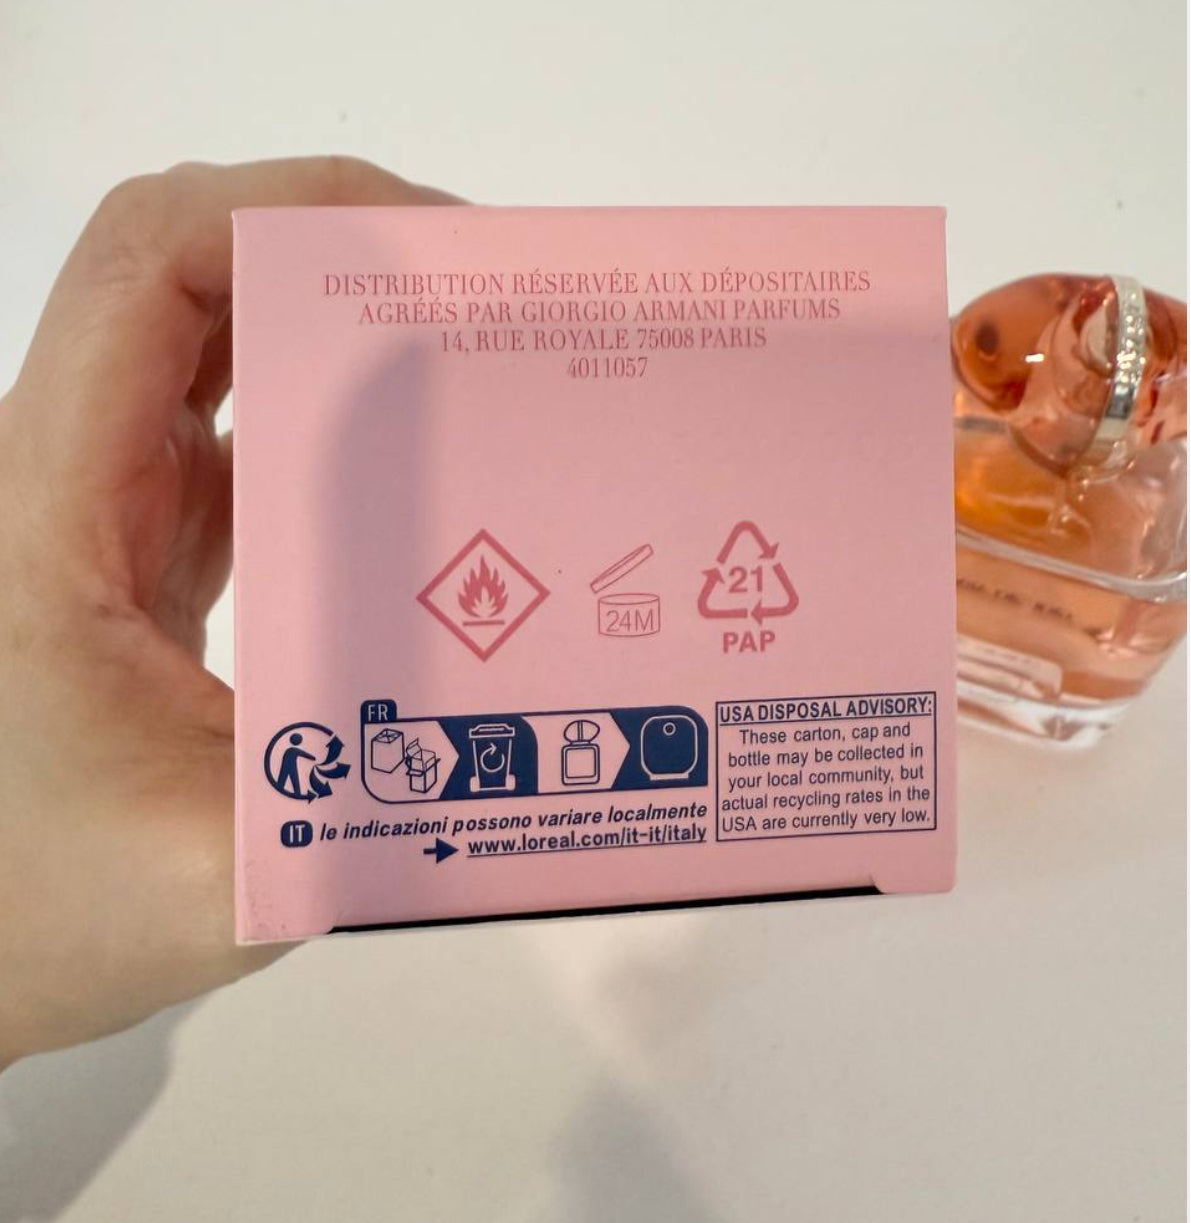 DISTRIBUTION RÉSERVÉE AUX DÉPOSITAIRES
AGRÉÉS PAR GIORGIO ARMANI PARFUMS
14, RUE ROYALE 75008 PARIS
4011057
24M
21
PAP
FR
IT le indicazioni possono variare localmente
www.loreal.com/it-it/italy
USA DISPOSAL ADVISORY:
These carton, cap and
bottle may be collected in
your local community, but
actual recycling rates in the
USA are currently very low.